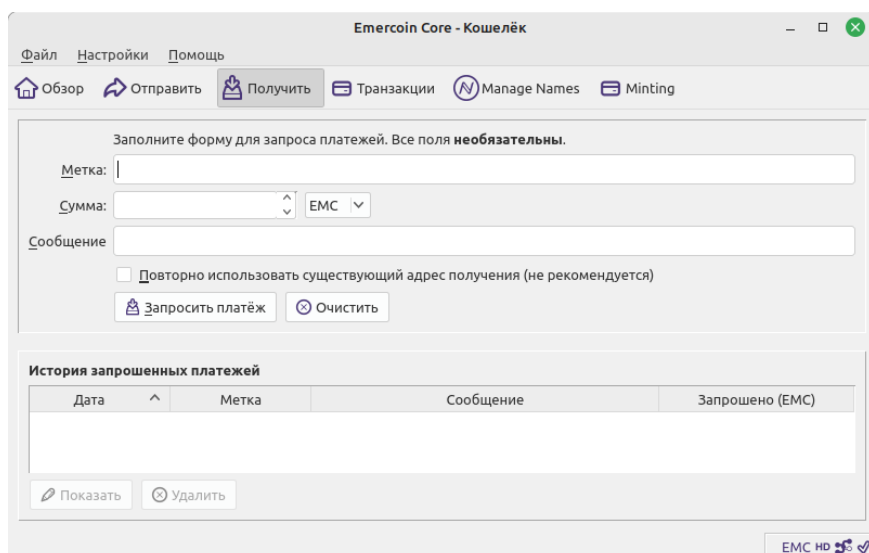 Emercoin Core - Кошелёк
Файл Настройки Помощь
Обзор Отправить Получить Транзакции Manage Names Minting
Заполните форму для запроса платежей. Все поля необязательны.
Метка:
Сумма: EMC
Сообщение
Повторно использовать существующий адрес получения (не рекомендуется)
Запросить платёж Очистить
История запрошенных платежей
Дата Метка Сообщение Запрошено (EMC)
Показать Удалить
EMC HD